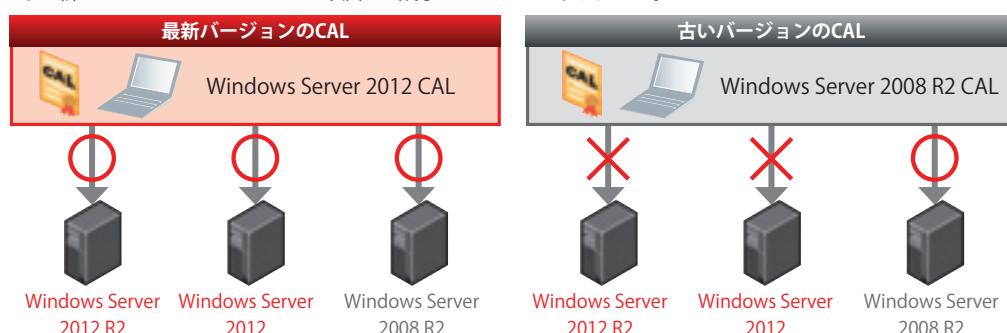 最新バージョンのCAL
CAL
Windows Server 2012 CAL
Windows Server
2012 R2
Windows Server
2012
Windows Server
2008 R2
古いバージョンのCAL
CAL
Windows Server 2008 R2 CAL
Windows Server
2012 R2
Windows Server
2012
Windows Server
2008 R2